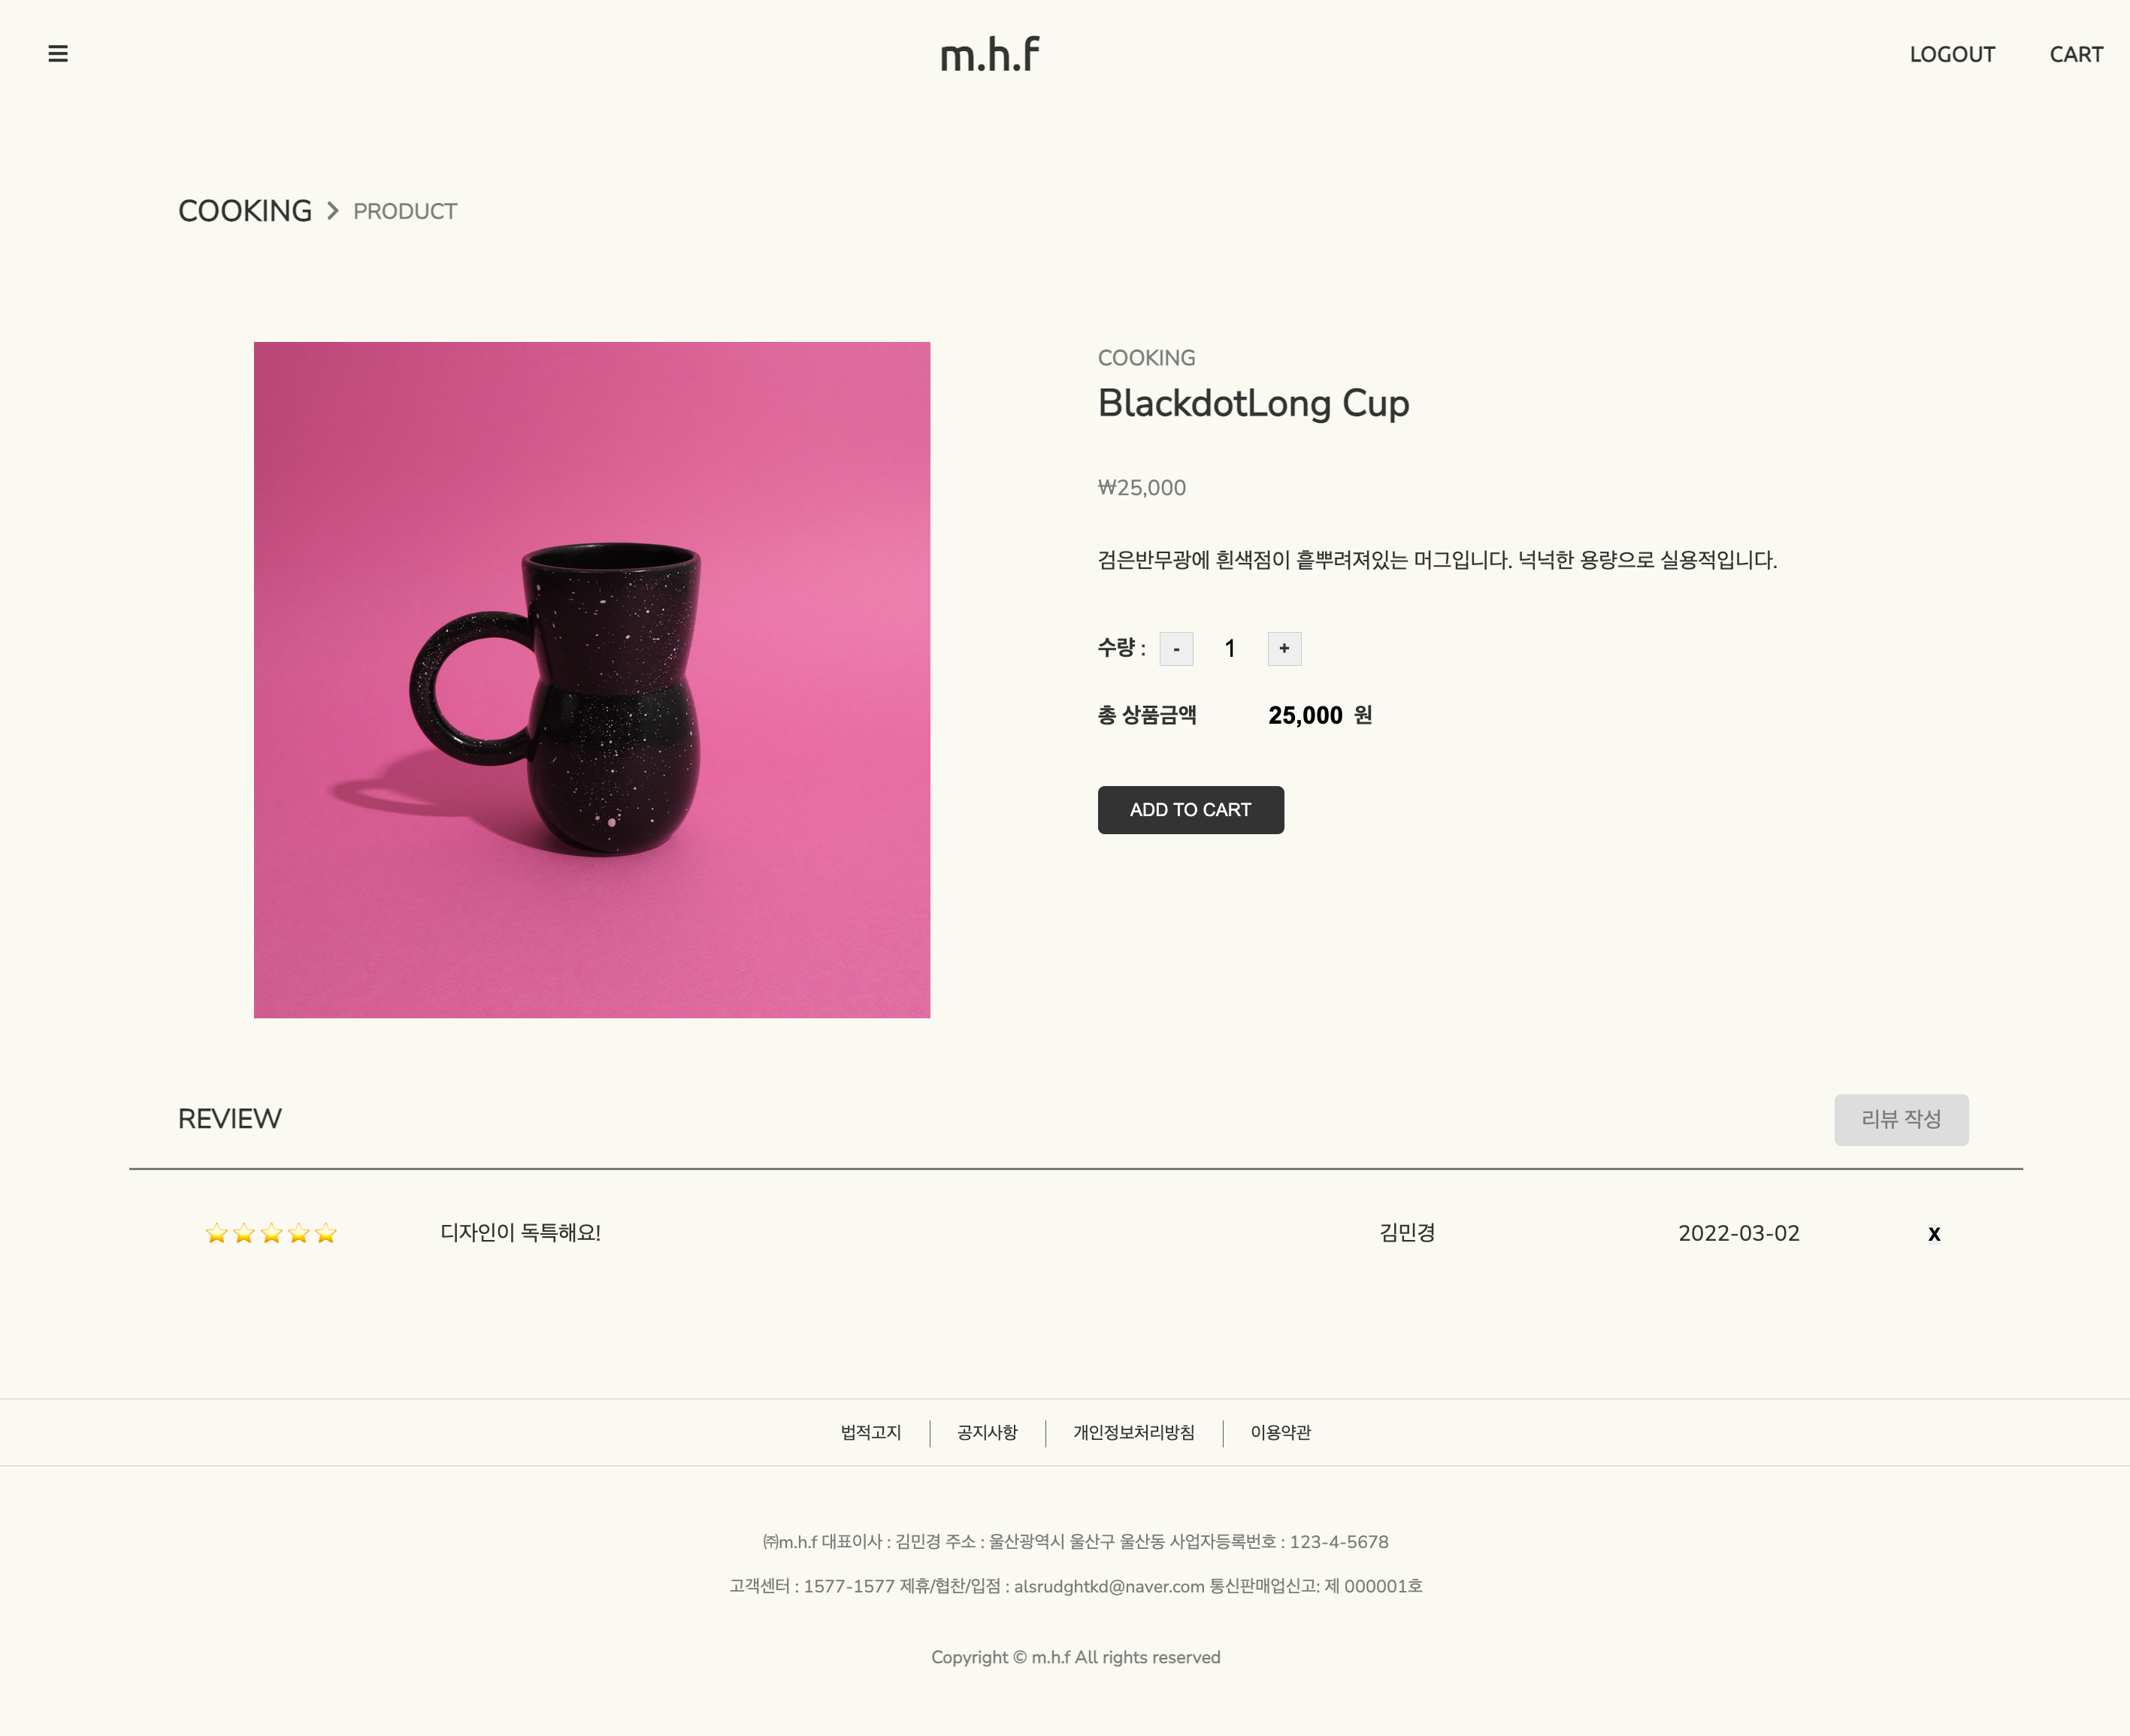 m.h.f
LOGOUT CART
COOKING > PRODUCT
COOKING
BlackdotLong Cup
₩25,000
검은반무광에 흰색점이 흩뿌려져있는 머그입니다. 넉넉한 용량으로 실용적입니다.
수량 : - 1 +
총 상품금액 25,000 원
ADD TO CART
REVIEW 리뷰 작성
⭐⭐⭐⭐⭐ 디자인이 독특해요! 김민경 2022-03-02 x
법적고지 공지사항 개인정보처리방침 이용약관
㈜m.h.f 대표이사 : 김민경 주소 : 울산광역시 울산구 울산동 사업자등록번호 : 123-4-5678
고객센터 : 1577-1577 제휴/협찬/입점 : alsrudghtkd@naver.com 통신판매업신고: 제 000001호
Copyright © m.h.f All rights reserved